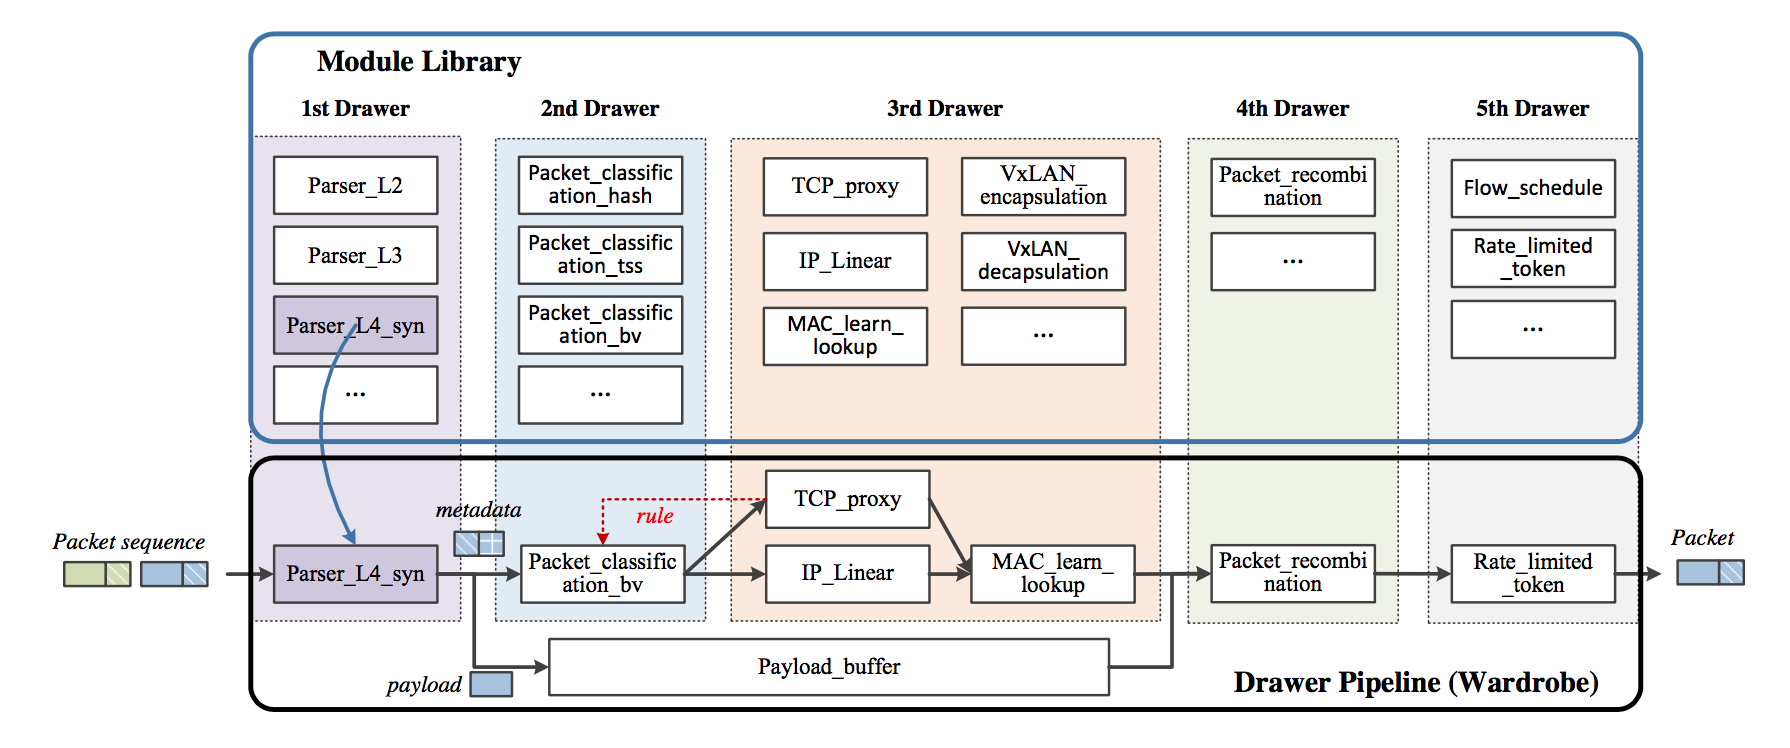 Module Library
1st Drawer
2nd Drawer
3rd Drawer
4th Drawer
5th Drawer
Parser_L2
Parser_L3
Parser_L4_syn
...
Packet_classific
ation_hash
Packet_classific
ation_tss
Packet_classific
ation_bv
...
TCP_proxy
IP_Linear
MAC_learn_
lookup
VxLAN_
encapsulation
VxLAN_
decapsulation
...
Packet_recombi
nation
...
Flow_schedule
Rate_limited
_token
...
Packet sequence
metadata
rule
Parser_L4_syn
Packet_classific
ation_bv
TCP_proxy
IP_Linear
MAC_learn_
lookup
Packet_recombi
nation
Rate_limited
_token
Packet
payload
Payload_buffer
Drawer Pipeline (Wardrobe)